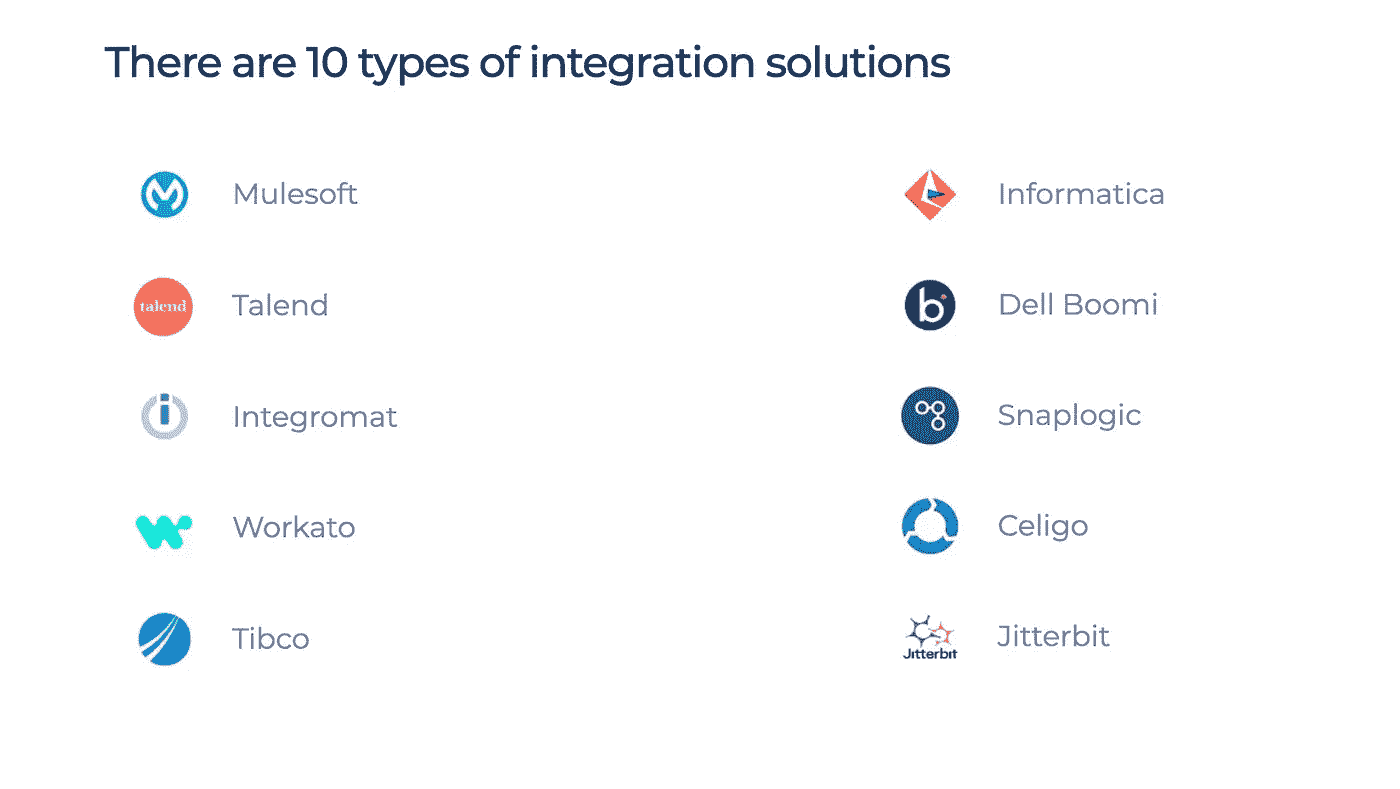 There are 10 types of integration solutions
Mulesoft
Informatica
talend
Talend
Dell Boomi
Integromat
Snaplogic
Workato
Celigo
Tibco
Jitterbit
Jitterbit